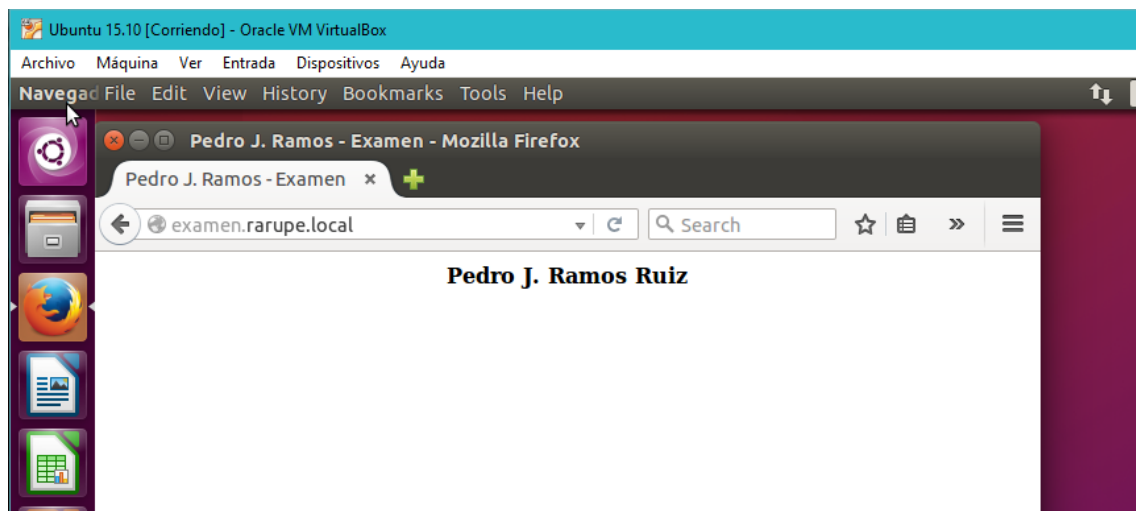 Ubuntu 15.10 [Corriendo] - Oracle VM VirtualBox
Archivo Máquina Ver Entrada Dispositivos Ayuda
Navegad File Edit View History Bookmarks Tools Help
Pedro J. Ramos - Examen - Mozilla Firefox
Pedro J. Ramos - Examen
examen.rarupe.local Search
Pedro J. Ramos Ruiz